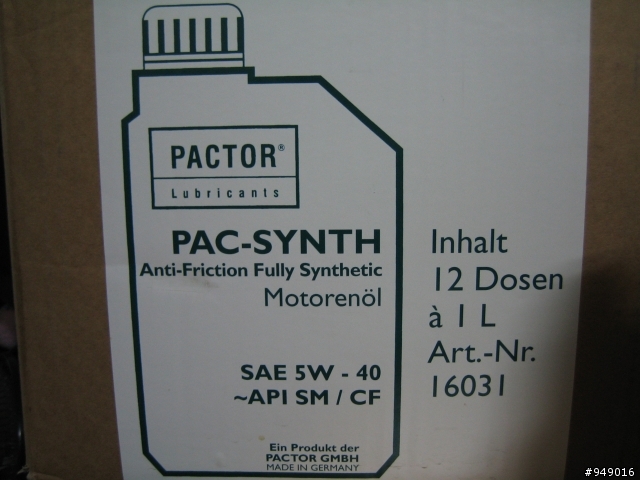 PACTOR®
Lubricants
PAC-SYNTH
Anti-Friction Fully Synthetic
Motorenöl
SAE 5W - 40
~API SM / CF
Ein Produkt der
PACTOR GMBH
MADE IN GERMANY
Inhalt
12 Dosen
à 1 L
Art.-Nr.
16031
#949016